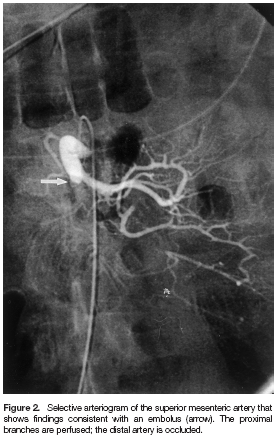 Figure 2. Selective arteriogram of the superior mesenteric artery that
shows findings consistent with an embolus (arrow). The proximal
branches are perfused; the distal artery is occluded.